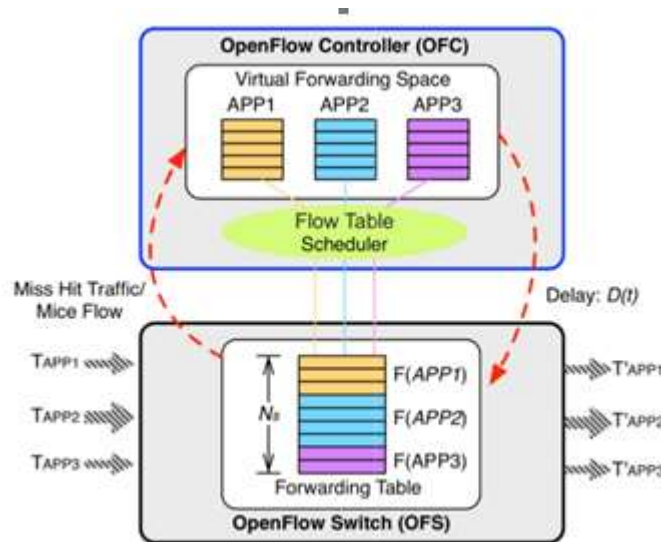 OpenFlow Controller (OFC)
Virtual Forwarding Space
APP1 APP2 APP3
Flow Table
Scheduler
Miss Hit Traffic/
Mice Flow
Delay: D(t)
TAPP1
TAPP2
TAPP3
Ns
F(APP1)
F(APP2)
F(APP3)
T'APP1
T'APP2
T'APP3
Forwarding Table
OpenFlow Switch (OFS)